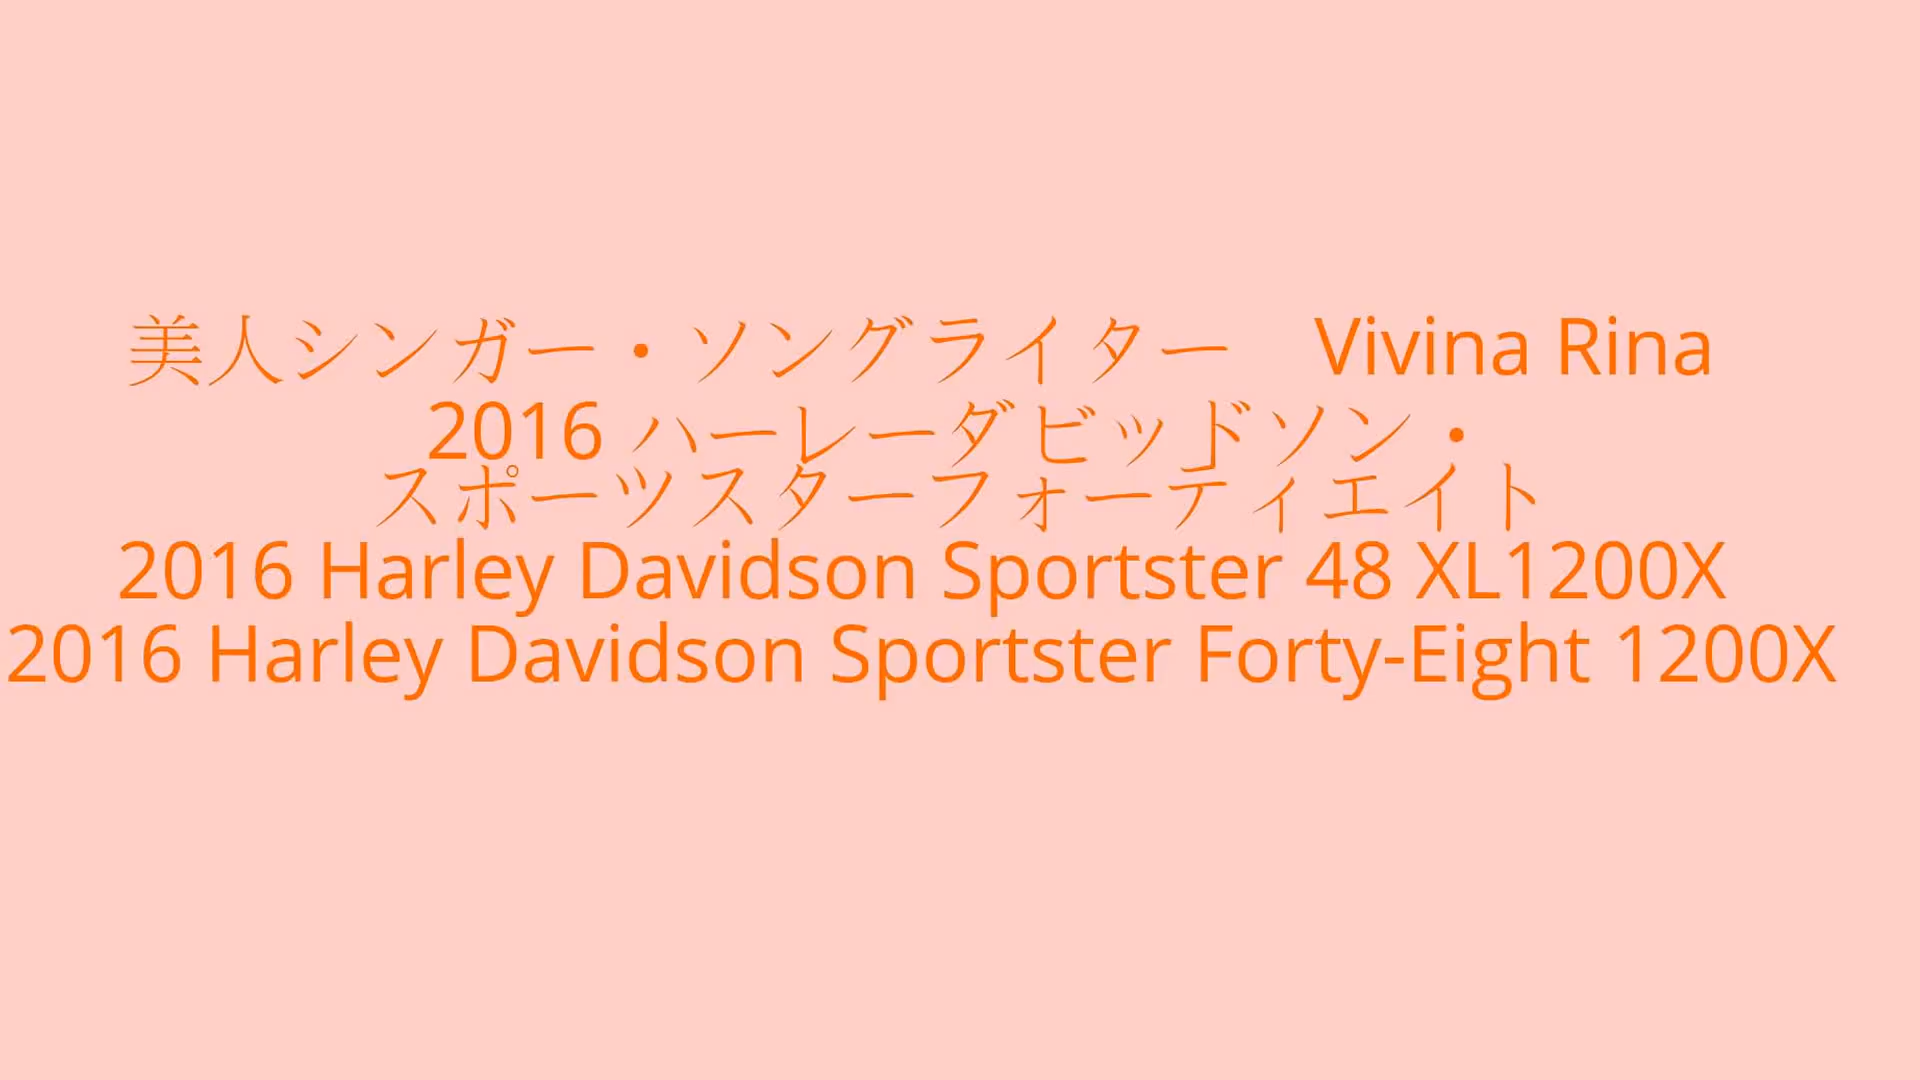 美人シンガー・ソングライター　Vivina Rina
2016 ハーレーダビッドソン・
スポーツスターフォーティエイト
2016 Harley Davidson Sportster 48 XL1200X
2016 Harley Davidson Sportster Forty-Eight 1200X